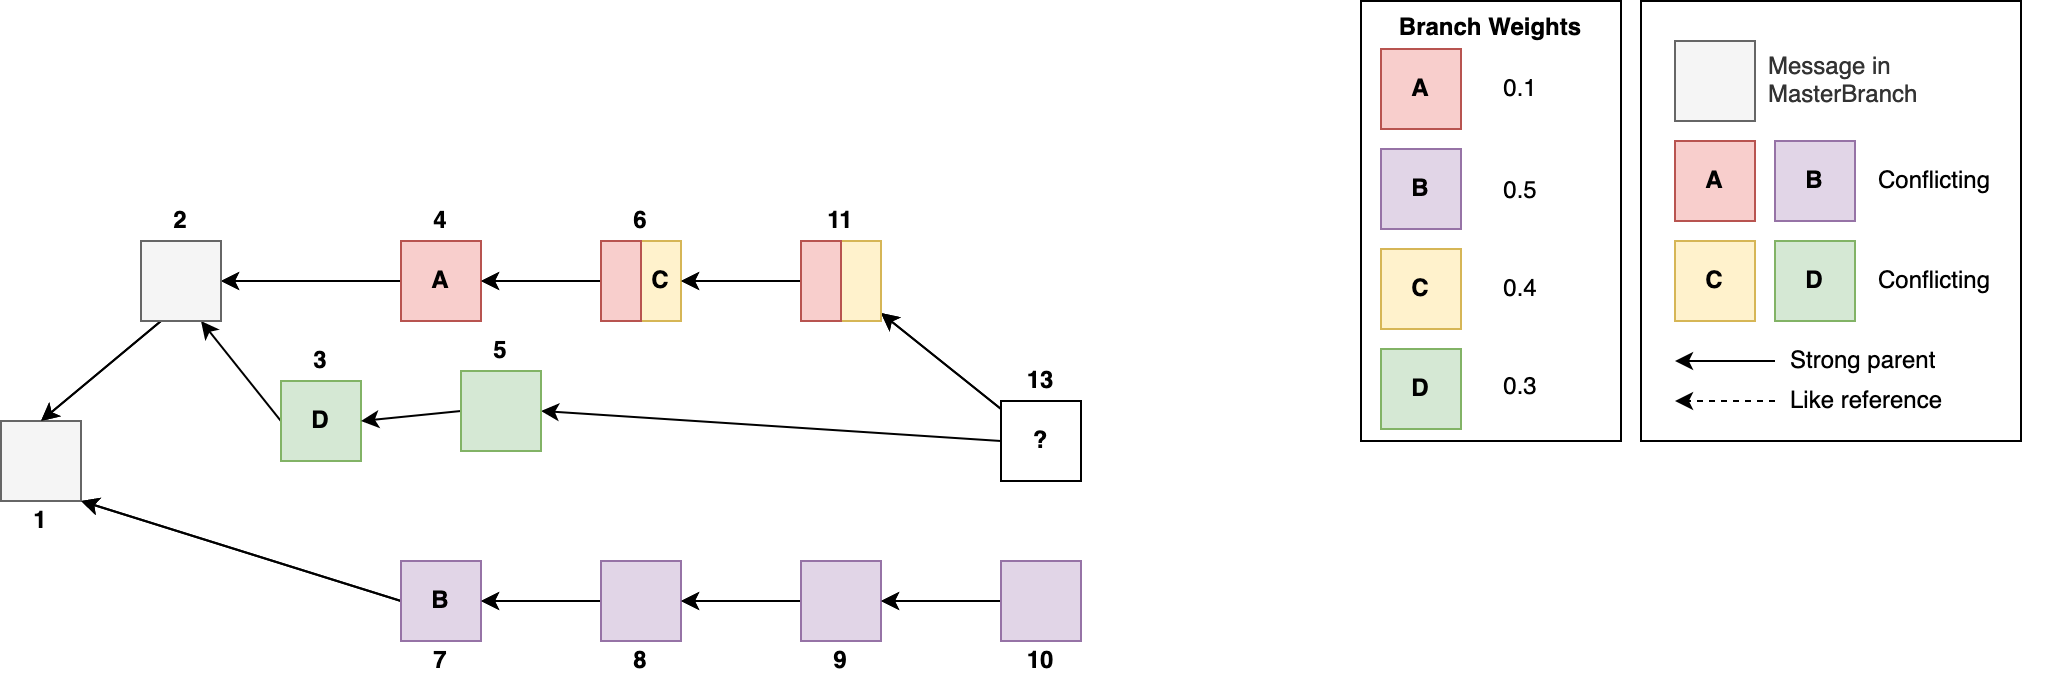 Branch Weights
A 0.1
B 0.5
C 0.4
D 0.3
Message in
MasterBranch
A B Conflicting
C D Conflicting
Strong parent
Like reference
2 4 6 11
A C
3 5 13
D ?
1
B
7 8 9 10